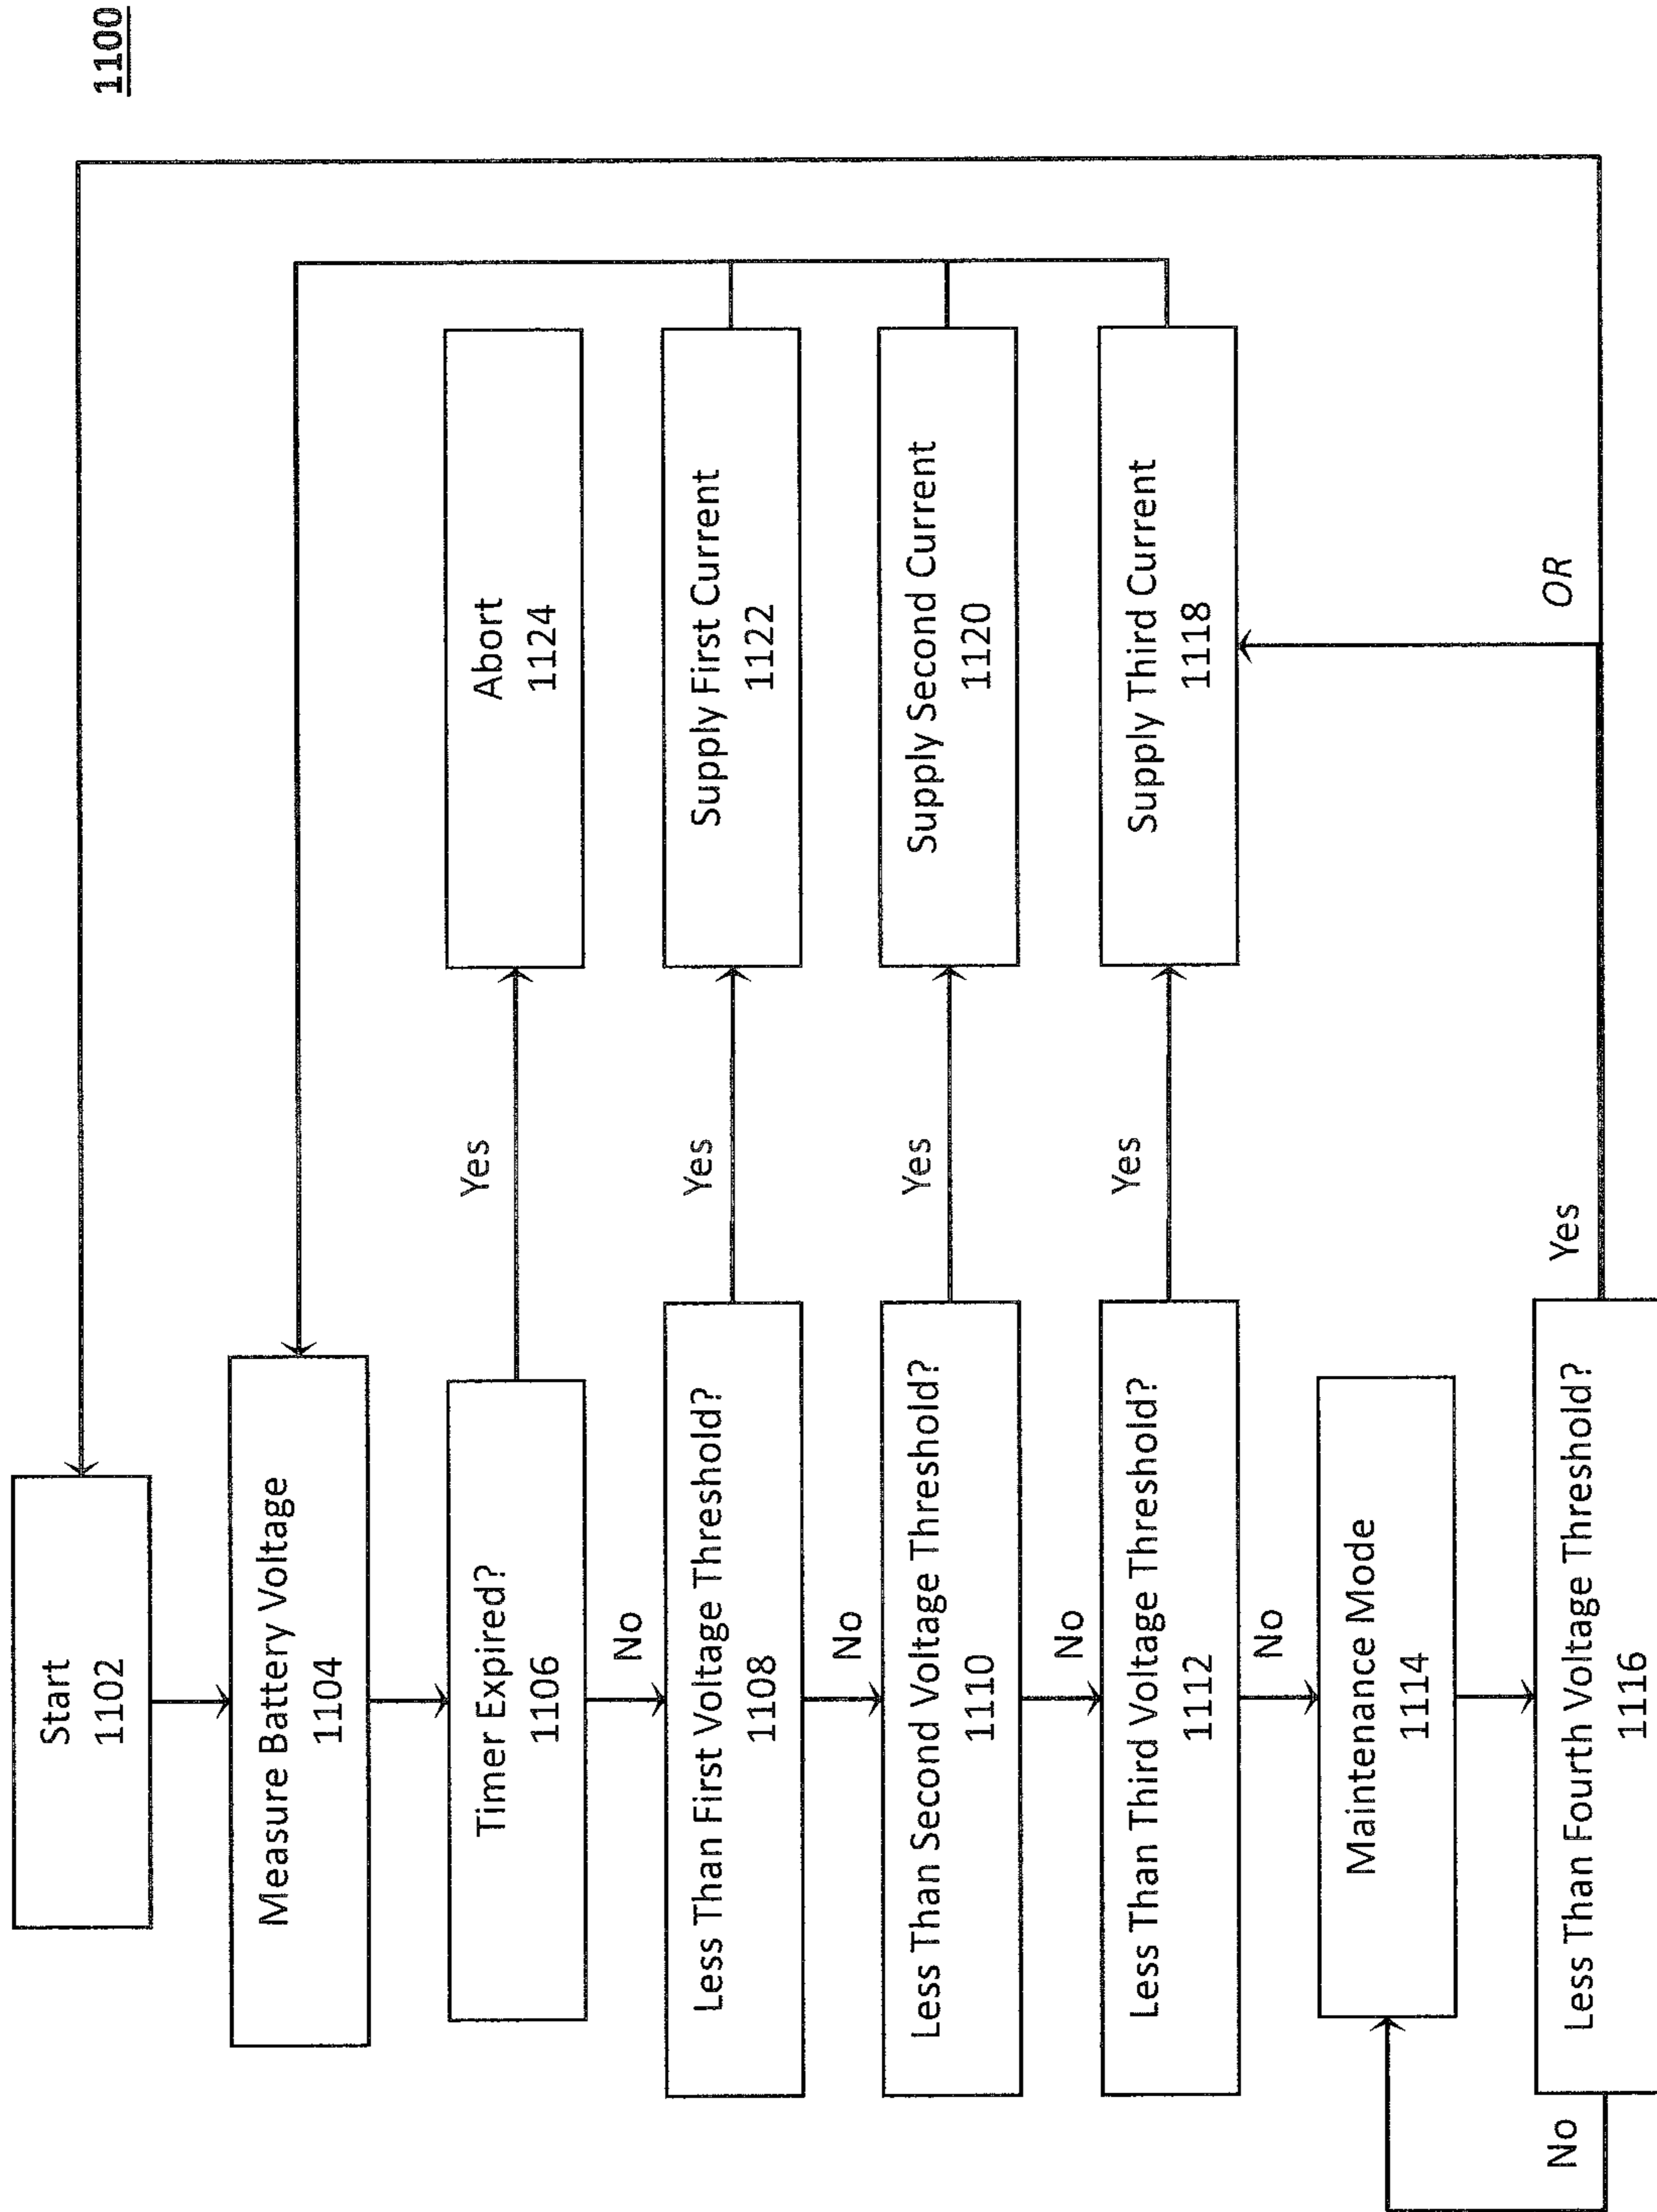 1100
Start
1102
Measure Battery Voltage
1104
Timer Expired?
1106
Yes
Abort
1124
No
Less Than First Voltage Threshold?
1108
Yes
Supply First Current
1122
No
Less Than Second Voltage Threshold?
1110
Yes
Supply Second Current
1120
No
Less Than Third Voltage Threshold?
1112
Yes
Supply Third Current
1118
No
Maintenance Mode
1114
No
Less Than Fourth Voltage Threshold?
1116
Yes
OR